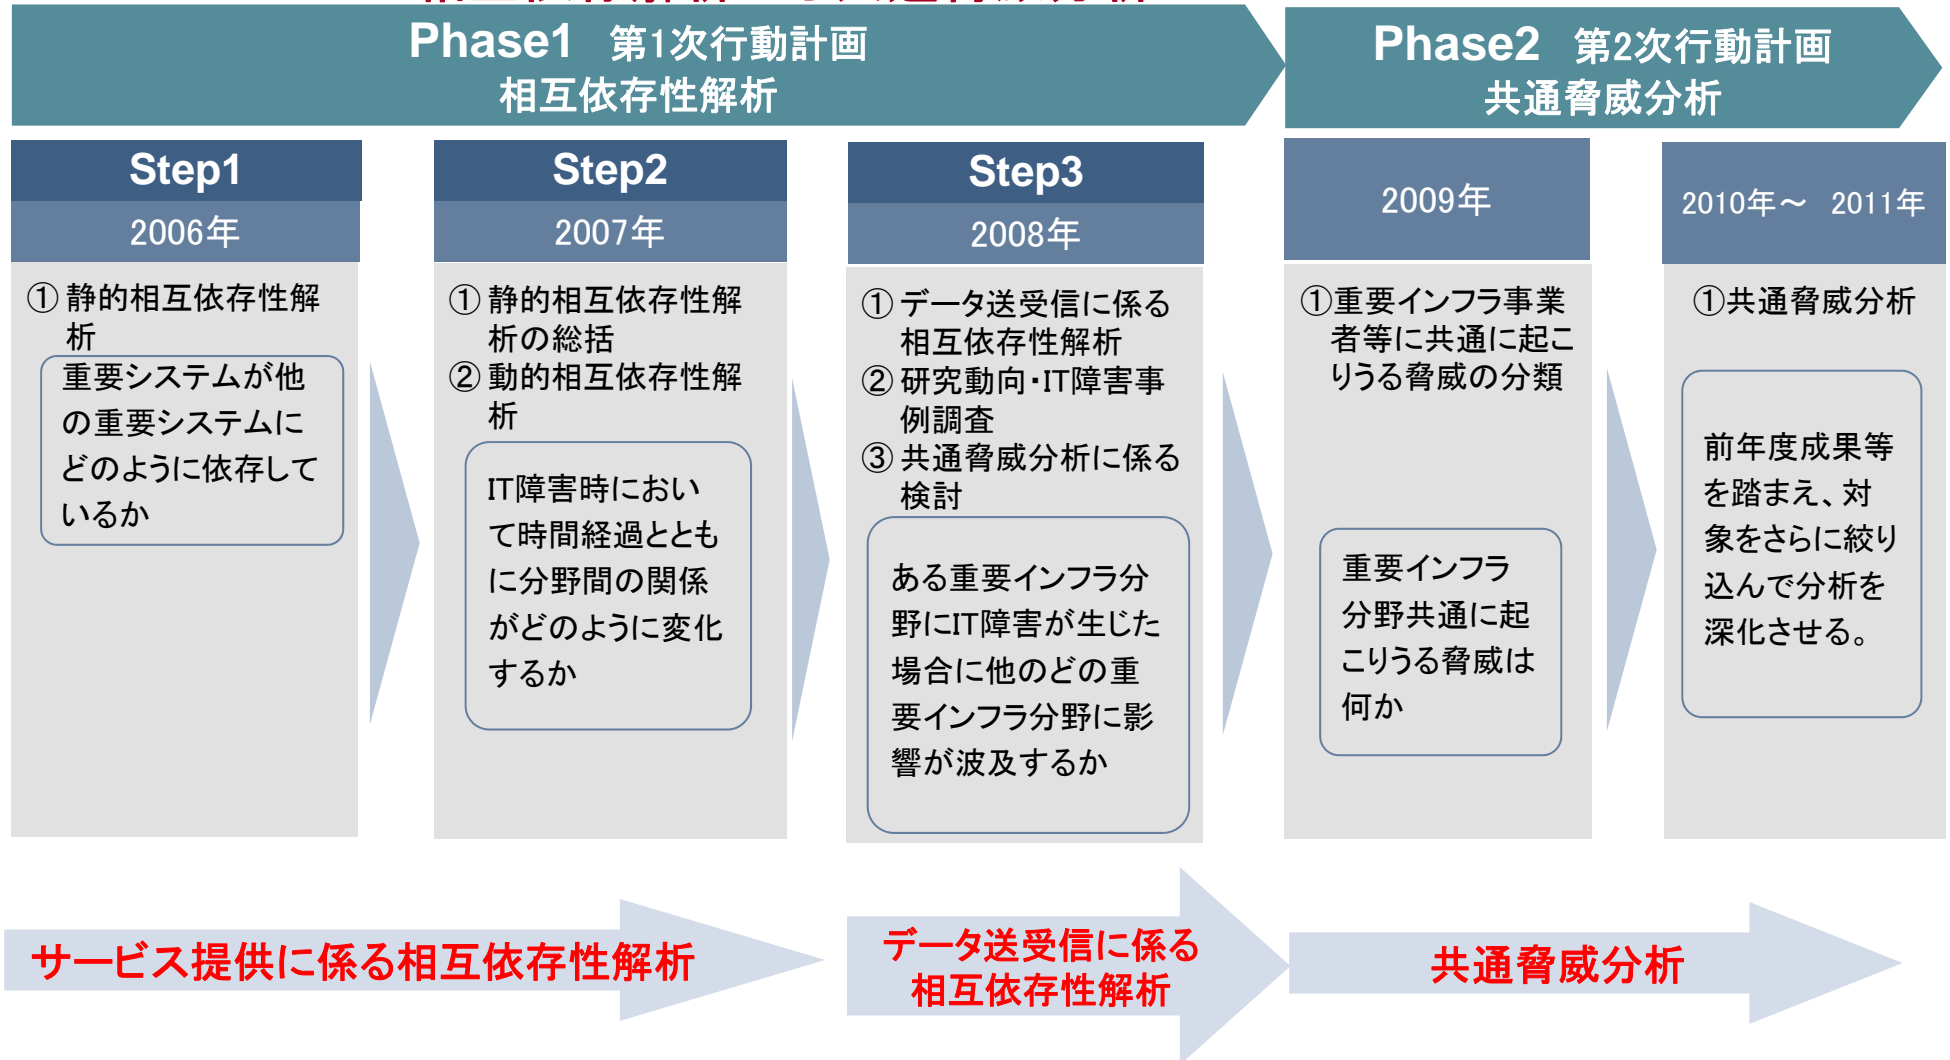 Phase1 第1次行動計画
相互依存性解析
Phase2 第2次行動計画
共通脅威分析
Step1
2006年
① 静的相互依存性解
析
重要システムが他
の重要システムに
どのように依存して
いるか
Step2
2007年
① 静的相互依存性解
析の総括
② 動的相互依存性解
析
IT障害時におい
て時間経過ととも
に分野間の関係
がどのように変化
するか
Step3
2008年
① データ送受信に係る
相互依存性解析
② 研究動向・IT障害事
例調査
③ 共通脅威分析に係る
検討
ある重要インフラ分
野にIT障害が生じた
場合に他のどの重
要インフラ分野に影
響が波及するか
2009年
①重要インフラ事業
者等に共通に起こ
りうる脅威の分類
重要インフラ
分野共通に起
こりうる脅威は
何か
2010年～ 2011年
①共通脅威分析
前年度成果等
を踏まえ、対
象をさらに絞り
込んで分析を
深化させる。
サービス提供に係る相互依存性解析
データ送受信に係る
相互依存性解析
共通脅威分析